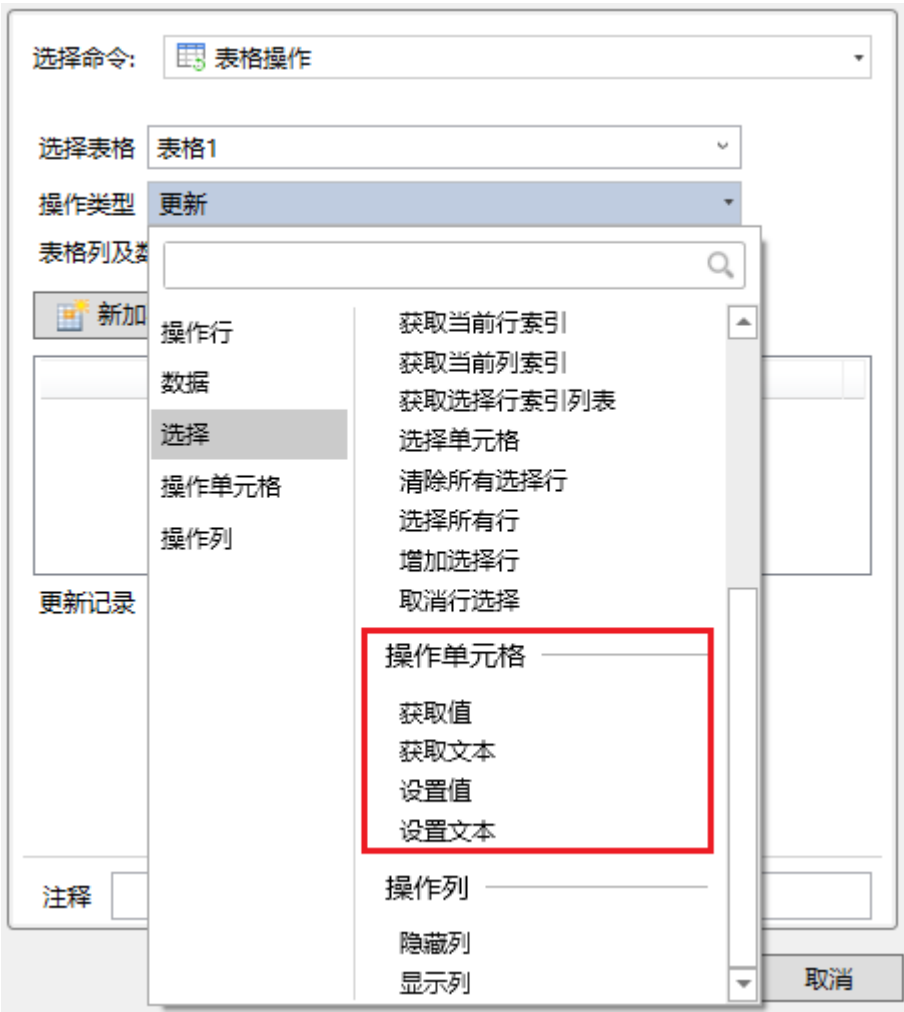 选择命令: 表格操作
选择表格 表格1
操作类型 更新
表格列及数
新加
操作行
数据
选择
操作单元格
操作列
获取当前行索引
获取当前列索引
获取选择行索引列表
选择单元格
清除所有选择行
选择所有行
增加选择行
取消行选择
操作单元格
获取值
获取文本
设置值
设置文本
操作列
隐藏列
显示列
更新记录
注释
取消